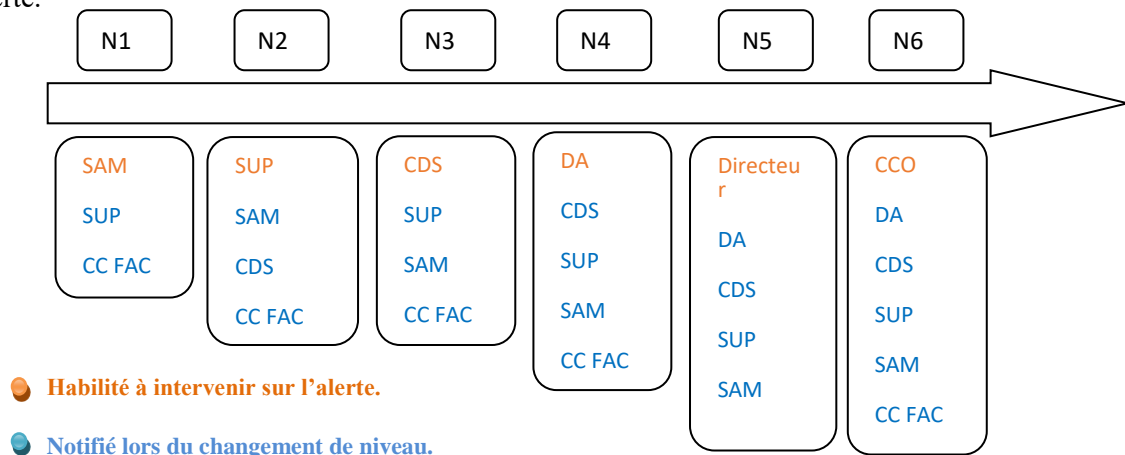 erte.
N1
N2
N3
N4
N5
N6
SAM
SUP
CC FAC
SUP
SAM
CDS
CC FAC
CDS
SUP
SAM
CC FAC
DA
CDS
SUP
SAM
CC FAC
Directeu
r
DA
CDS
SUP
SAM
CCO
DA
CDS
SUP
SAM
CC FAC
Habilité à intervenir sur l’alerte.
Notifié lors du changement de niveau.